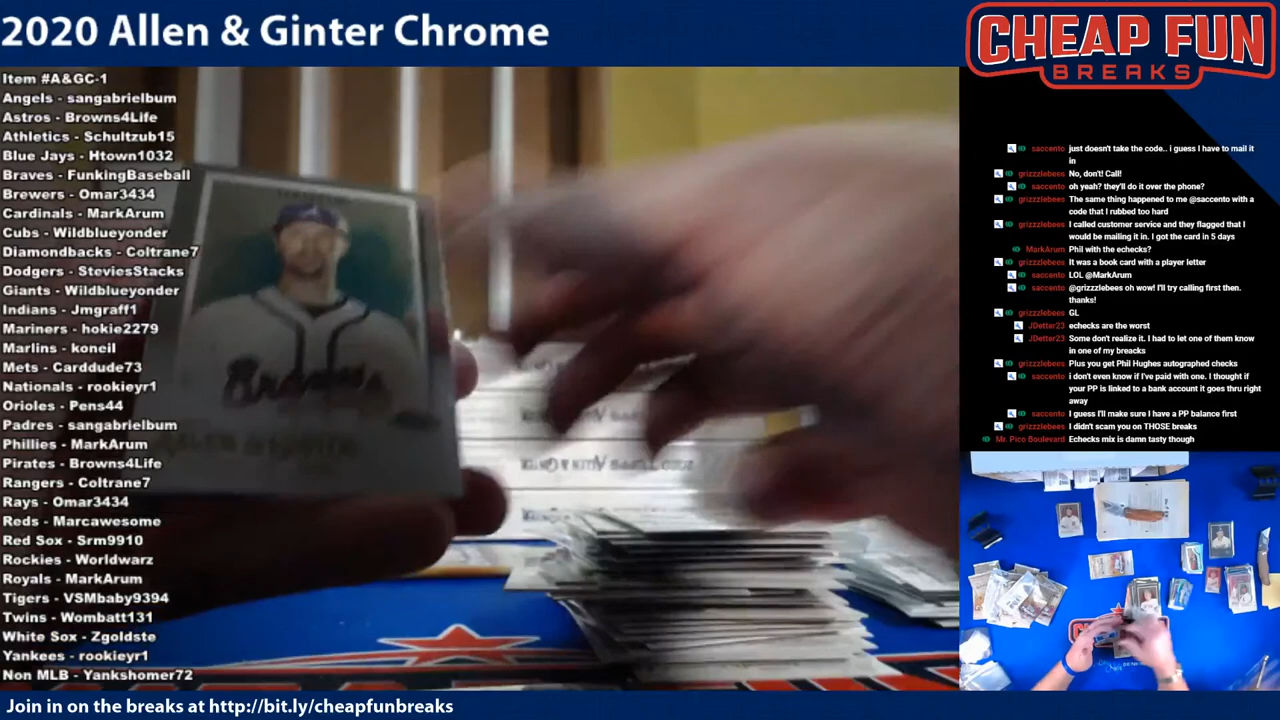 2020 Allen & Ginter Chrome
CHEAP FUN
BREAKS
Item #A&GC-1
Angels - sangabrielbum
Astros - Browns4Life
Athletics - Schultzub15
Blue Jays - Htown1032
Braves - FunkingBaseball
Brewers - Omar3434
Cardinals - MarkArum
Cubs - Wildblueyonder
Diamondbacks - Coltrane7
Dodgers - SteviesStacks
Giants - Wildblueyonder
Indians - Jmgraff1
Mariners - hokie2279
Marlins - koneil
Mets - Carddude73
Nationals - rookieyr1
Orioles - Pens44
Padres - sangabrielbum
Phillies - MarkArum
Pirates - Browns4Life
Rangers - Coltrane7
Rays - Omar3434
Reds - Marcawesome
Red Sox - Srm9910
Rockies - Worldwarz
Royals - MarkArum
Tigers - VSMbaby9394
Twins - Wombatt131
White Sox - Zgoldste
Yankees - rookieyr1
Non MLB - Yankshomer72
Braves
saccento just doesn't take the code.. i guess I have to mail it
in
grizzzlebees No, don't! Call!
saccento oh yeah? they'll do it over the phone?
grizzzlebees The same thing happened to me @saccento with a
code that I rubbed too hard
grizzzlebees I called customer service and they flagged that I
would be mailing it in. I got the card in 5 days
MarkArum Phil with the echecks?
grizzzlebees It was a book card with a player letter
saccento LOL @MarkArum
saccento @grizzzlebees oh wow! I'll try calling first then.
thanks!
grizzzlebees GL
JDetter23 echecks are the worst
JDetter23 Some don't realize it. I had to let one of them know
in one of my breacks
grizzzlebees Plus you get Phil Hughes autographed checks
saccento i don't even know if I've paid with one. I thought if
your PP is linked to a bank account it goes thru right
away
saccento I guess I'll make sure I have a PP balance first
grizzzlebees I didn't scam you on THOSE breaks
Mr. Pico Boulevard Echecks mix is damn tasty though
Join in on the breaks at http://bit.ly/cheapfunbreaks